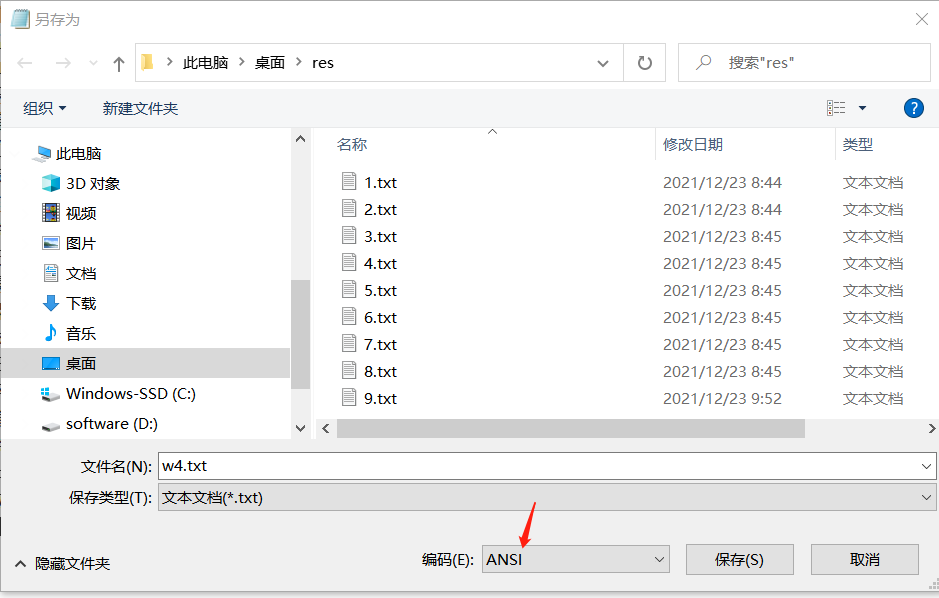 另存为
此电脑 桌面 res
搜索"res"
组织 新建文件夹
名称 修改日期 类型
此电脑
3D 对象
视频
图片
文档
下载
音乐
桌面
Windows-SSD (C:)
software (D:)
1.txt 2021/12/23 8:44 文本文档
2.txt 2021/12/23 8:44 文本文档
3.txt 2021/12/23 8:45 文本文档
4.txt 2021/12/23 8:45 文本文档
5.txt 2021/12/23 8:45 文本文档
6.txt 2021/12/23 8:45 文本文档
7.txt 2021/12/23 8:45 文本文档
8.txt 2021/12/23 8:45 文本文档
9.txt 2021/12/23 9:52 文本文档
文件名(N): w4.txt
保存类型(T): 文本文档(*.txt)
隐藏文件夹 编码(E): ANSI 保存(S) 取消